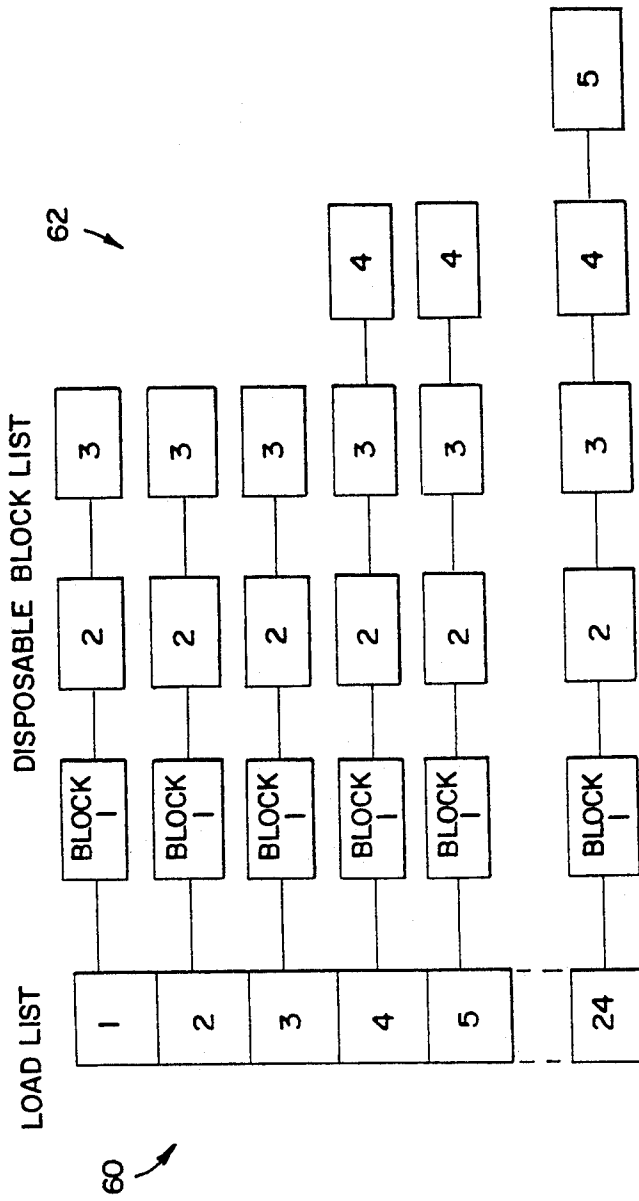 60
LOAD LIST
DISPOSABLE BLOCK LIST
62
1 BLOCK 1 2 3
2 BLOCK 1 2 3
3 BLOCK 1 2 3
4 BLOCK 1 2 3 4
5 BLOCK 1 2 3 4
24 BLOCK 1 2 3 4 5